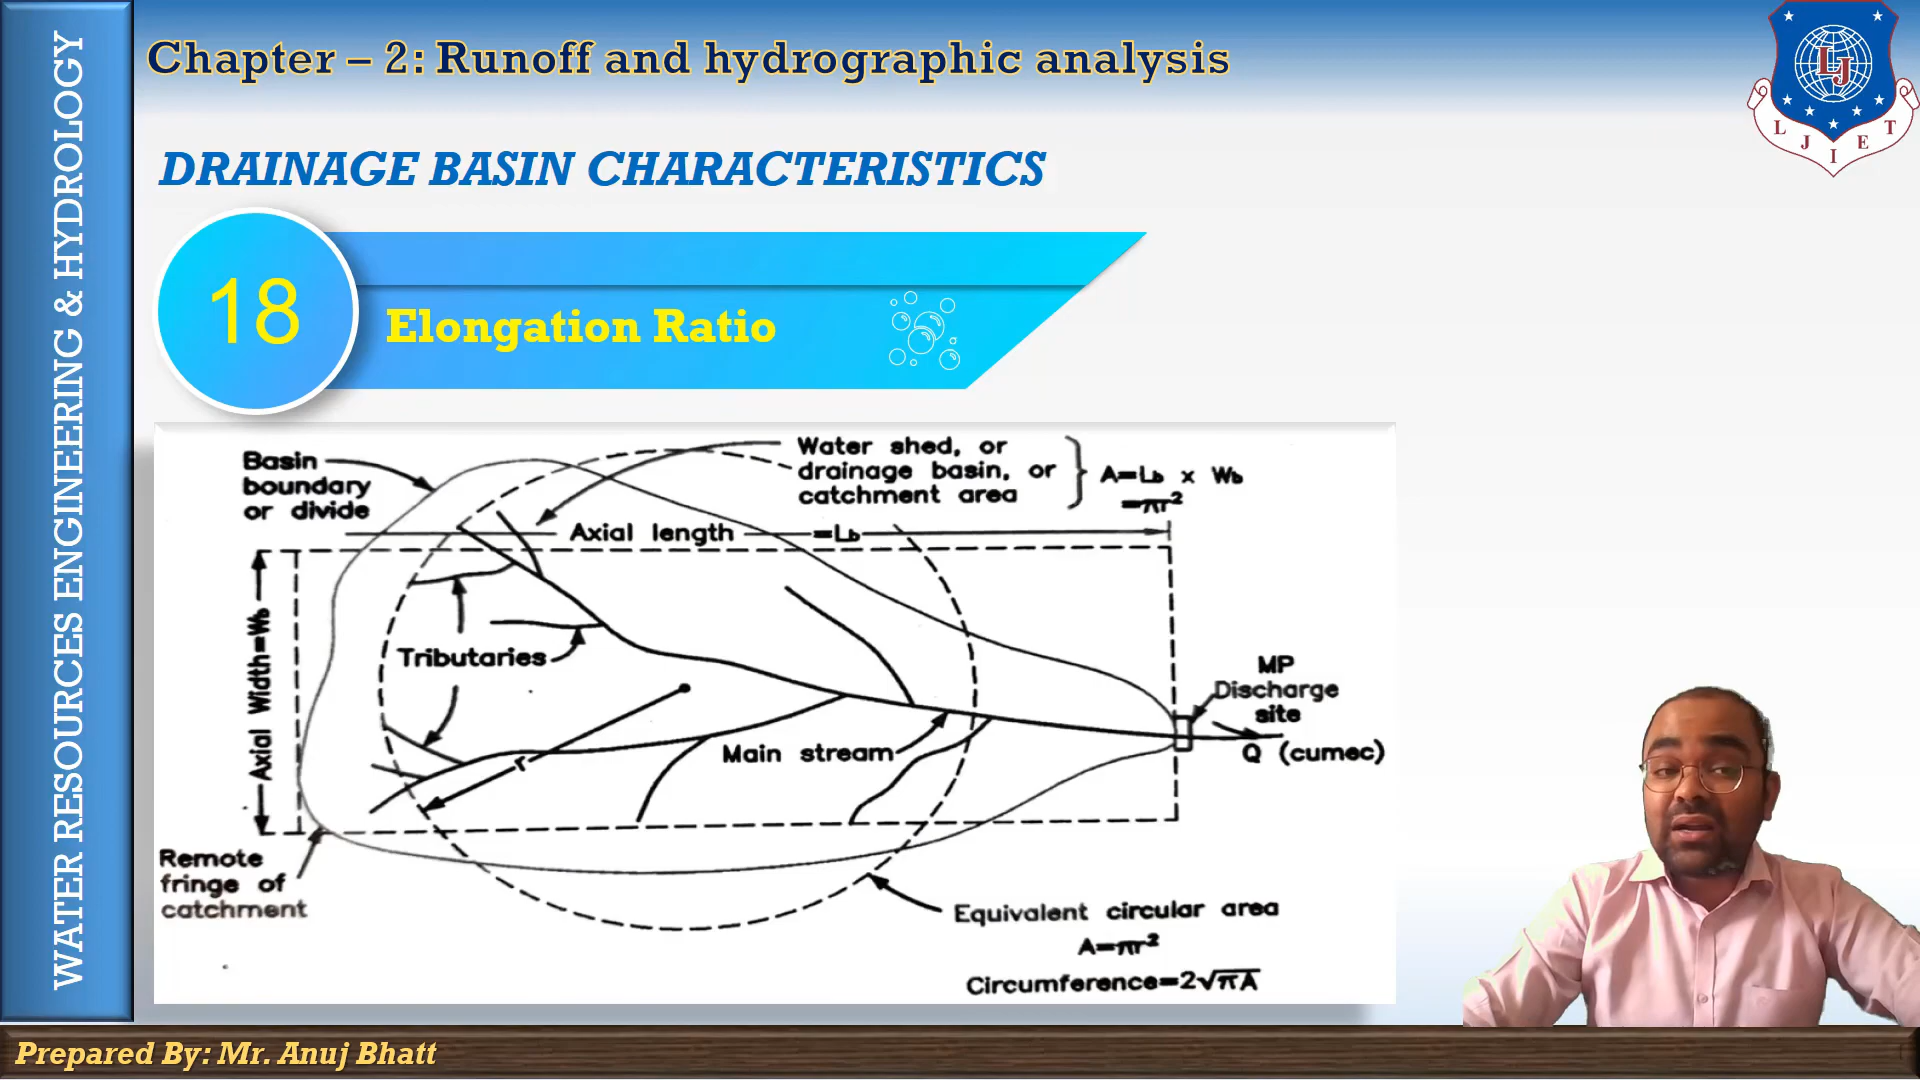 WATER RESOURCES ENGINEERING & HYDROLOGY
Chapter – 2: Runoff and hydrographic analysis
L J I E T
LJ
DRAINAGE BASIN CHARACTERISTICS
18
Elongation Ratio
Basin
boundary
or divide
Water shed, or
drainage basin, or
catchment area
A=Lb x Wb
=πr²
Axial length =Lb
Axial Width=Wb
Tributaries
r
Main stream
MP
Discharge
site
Q (cumec)
Remote
fringe of
catchment
Equivalent circular area
A=πr²
Circumference=2√πA
Prepared By: Mr. Anuj Bhatt